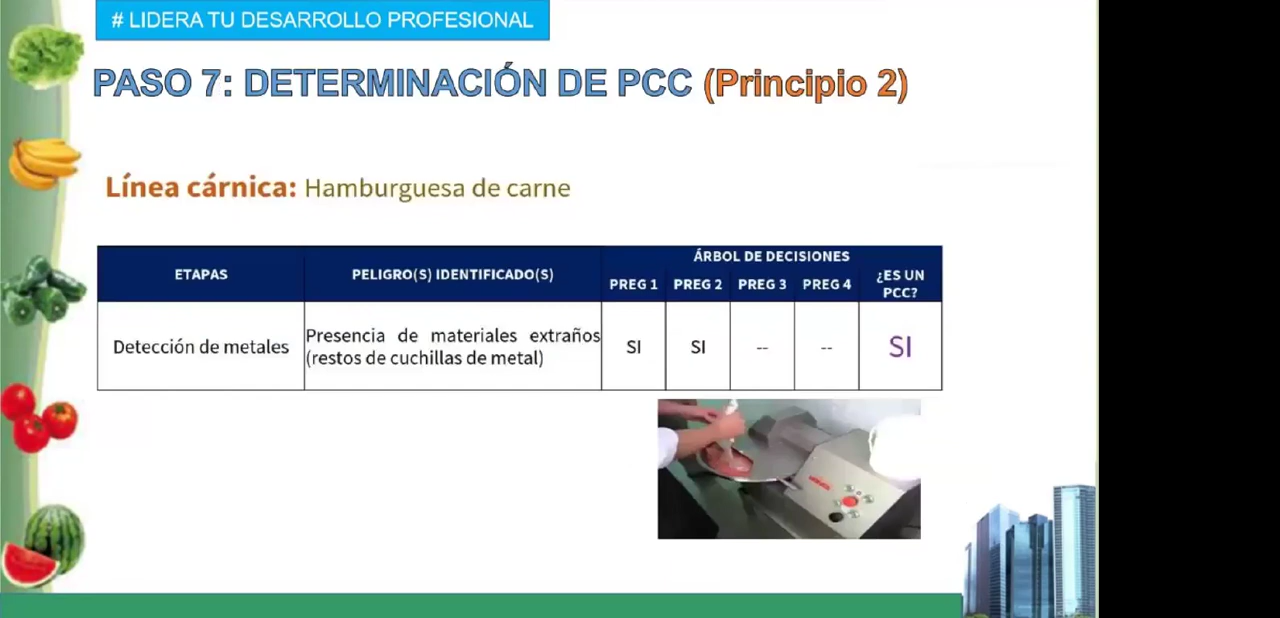 # LIDERA TU DESARROLLO PROFESIONAL
PASO 7: DETERMINACIÓN DE PCC (Principio 2)
Línea cárnica: Hamburguesa de carne
ETAPAS PELIGRO(S) IDENTIFICADO(S) ÁRBOL DE DECISIONES
PREG 1 PREG 2 PREG 3 PREG 4 ¿ES UN
PCC?
Detección de metales Presencia de materiales extraños
(restos de cuchillas de metal) SI SI -- -- SI